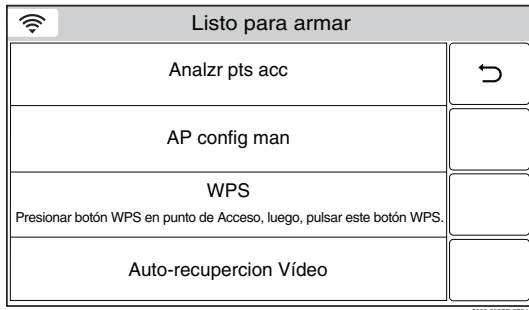 Listo para armar
Analzr pts acc
AP config man
WPS
Presionar botón WPS en punto de Acceso, luego, pulsar este botón WPS.
Auto-recupercion Vídeo